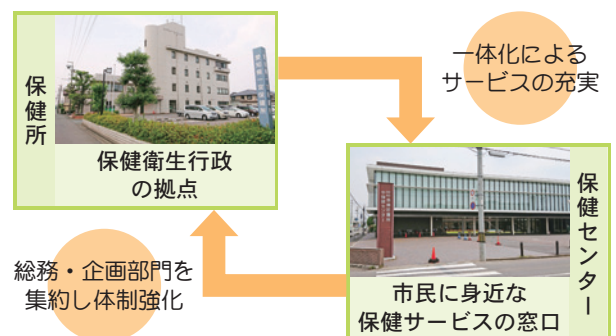 保健所
保健衛生行政
の拠点
一体化による
サービスの充実
保健センター
市民に身近な
保健サービスの窓口
総務・企画部門を
集約し体制強化